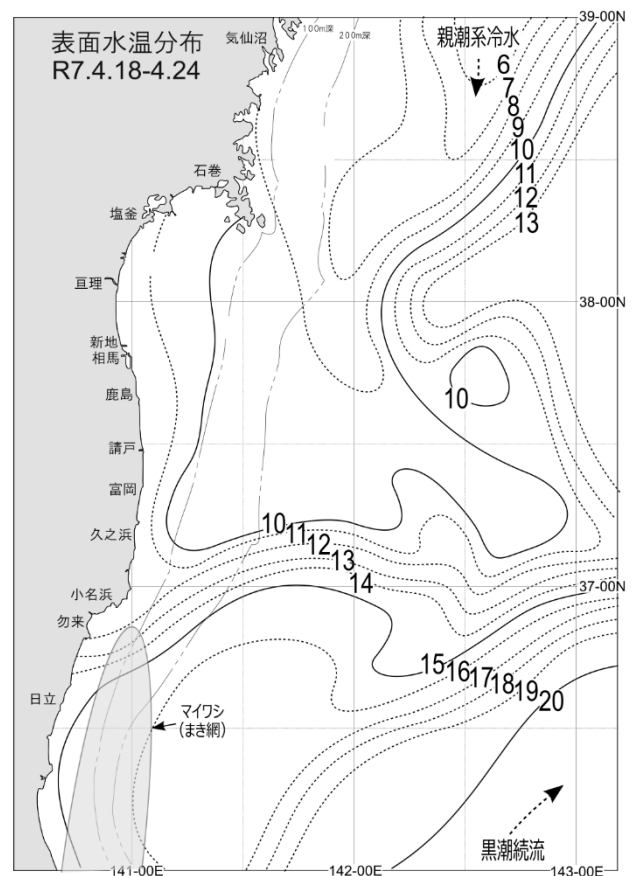 表面水温分布
R7.4.18-4.24
気仙沼
100m深
200m深
39-00N
親潮系冷水
6
7
8
9
10
11
12
13
石巻
塩釜
亘理
38-00N
新地
相馬
鹿島
10
請戸
富岡
久之浜
10
11
12
13
14
37-00N
小名浜
勿来
15
16
17
18
19
20
日立
マイワシ
(まき網)
黒潮続流
141-00E
142-00E
143-00E